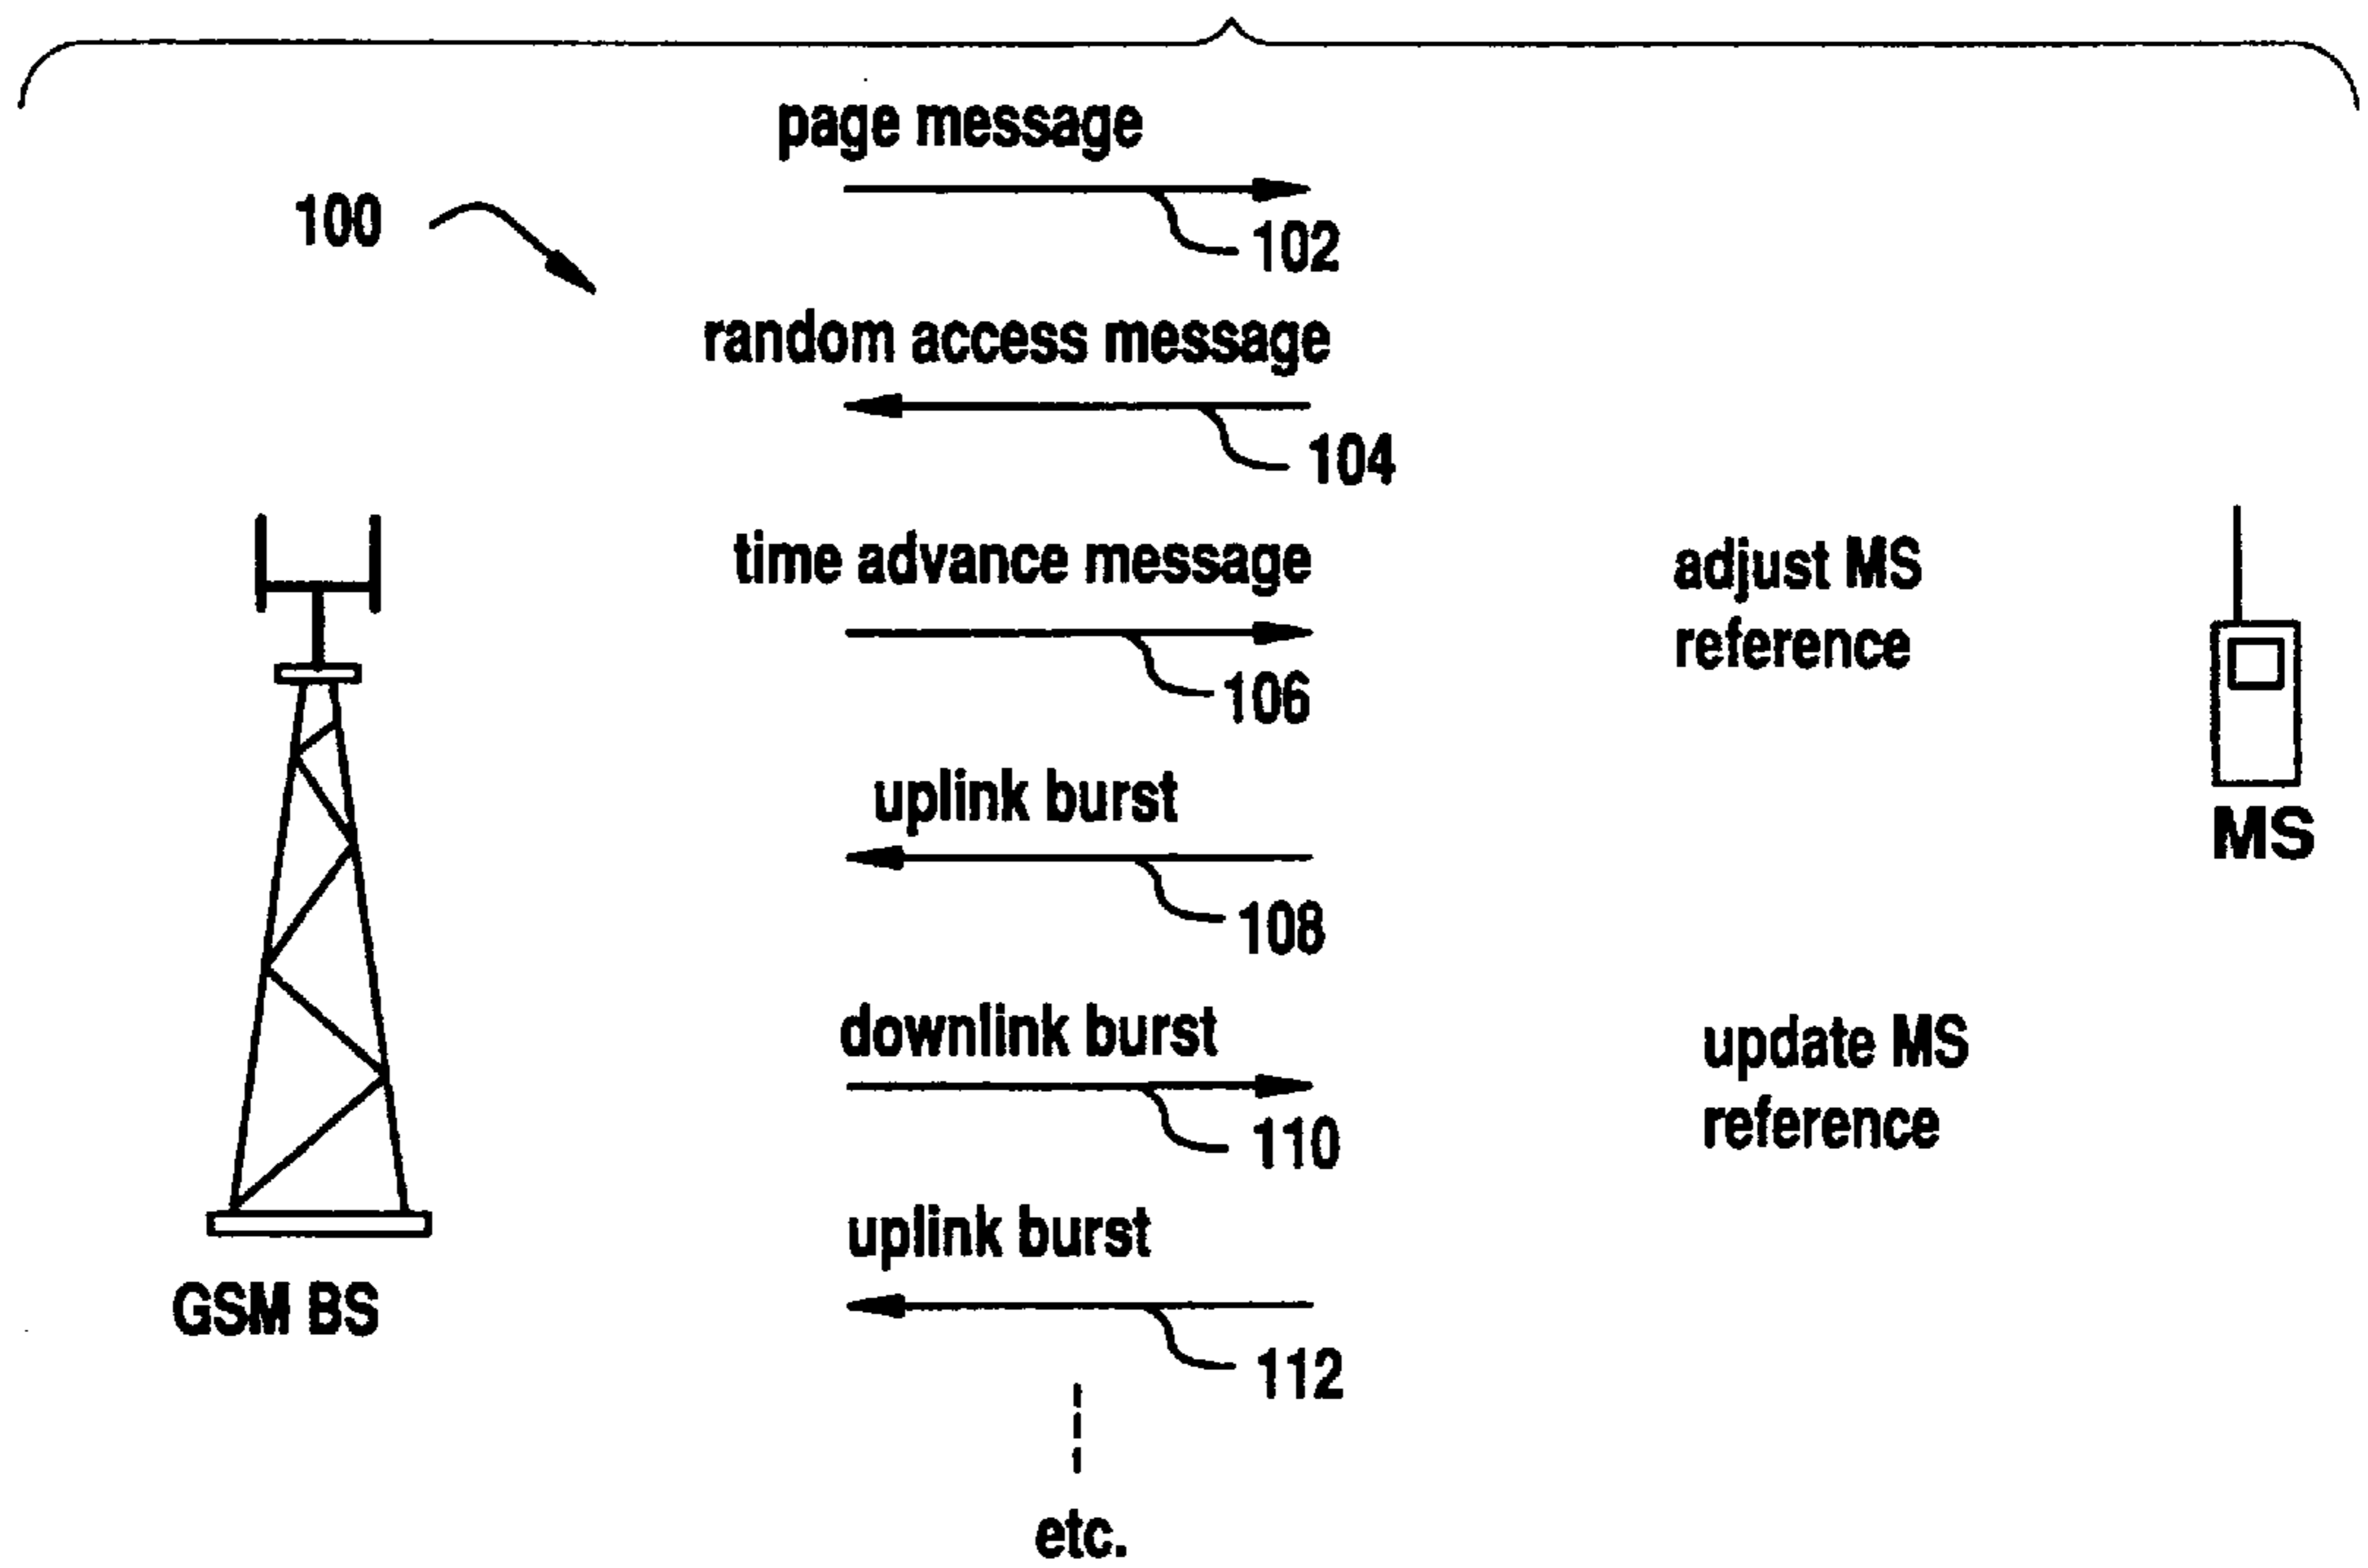 page message
100
102
random access message
104
time advance message
adjust MS
reference
106
uplink burst
MS
108
downlink burst
update MS
reference
110
uplink burst
GSM BS
112
etc.